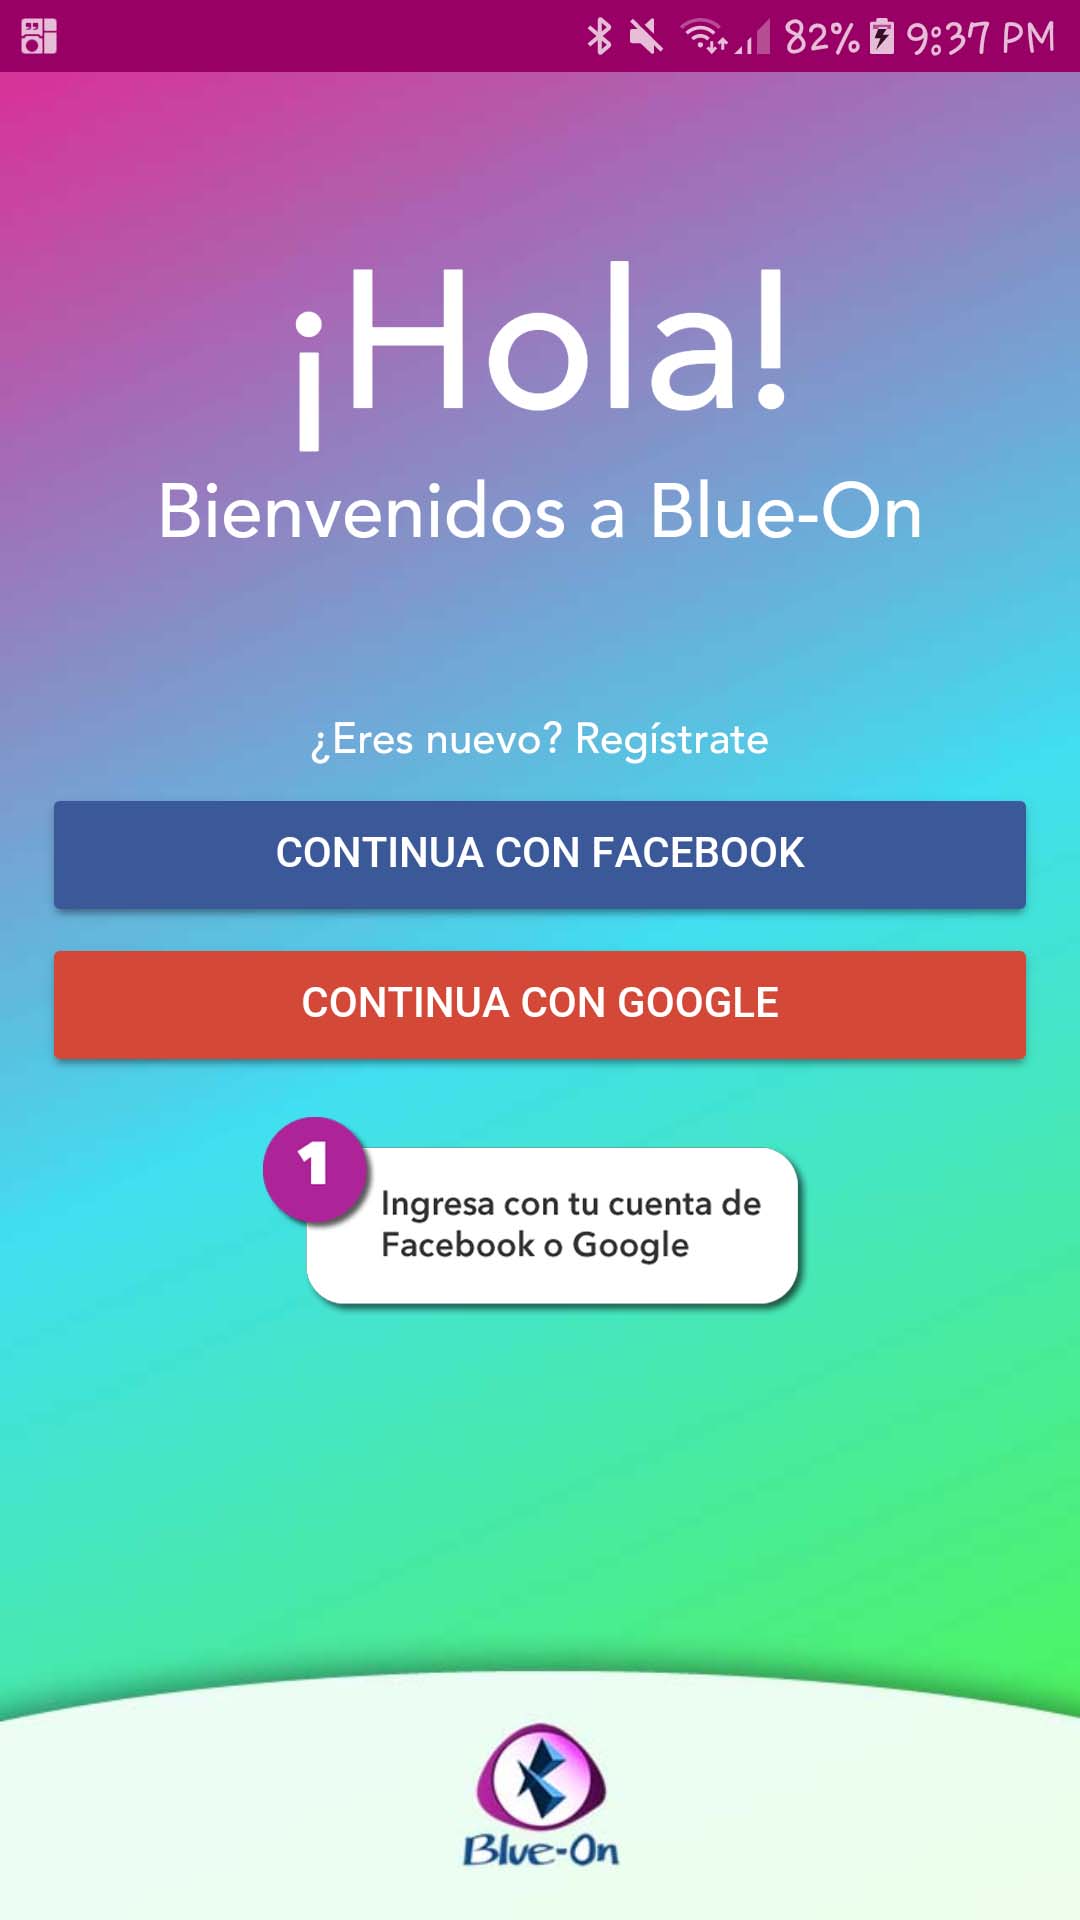 82% 9:37 PM
¡Hola!
Bienvenidos a Blue-On
¿Eres nuevo? Regístrate
CONTINUA CON FACEBOOK
CONTINUA CON GOOGLE
1
Ingresa con tu cuenta de
Facebook o Google
Blue-On